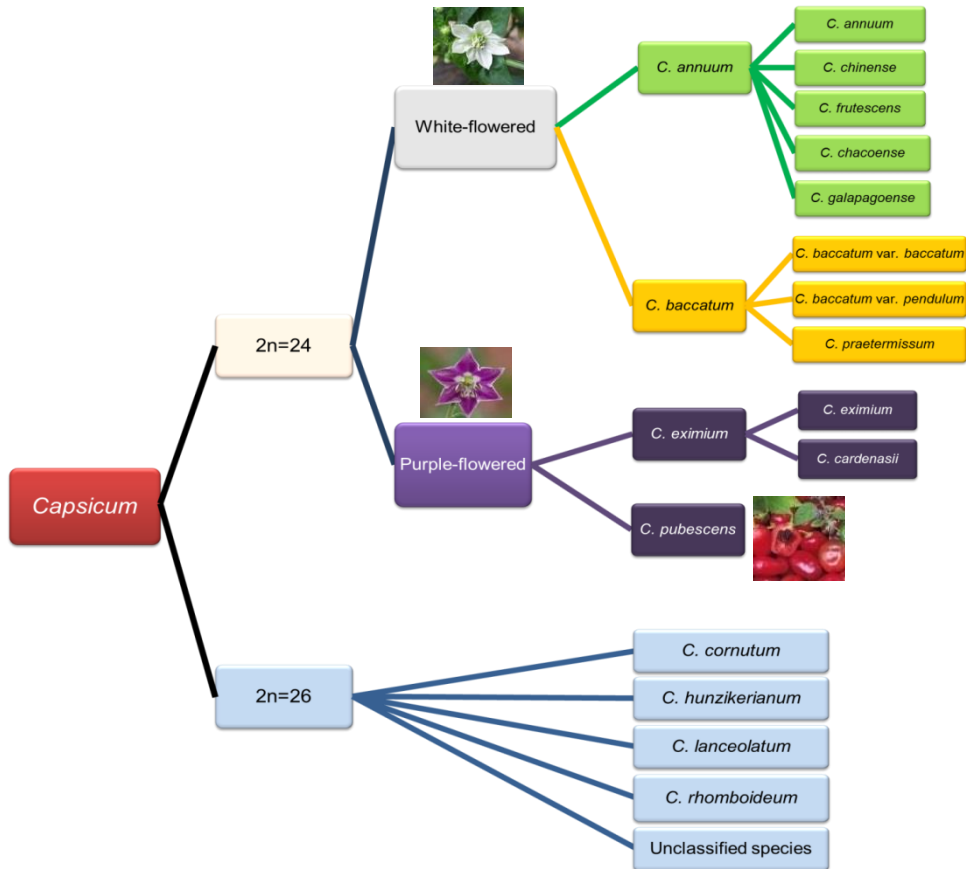 Capsicum
2n=24
White-flowered
C. annuum
C. annuum
C. chinense
C. frutescens
C. chacoense
C. galapagoense
C. baccatum
C. baccatum var. baccatum
C. baccatum var. pendulum
C. praetermissum
Purple-flowered
C. eximium
C. eximium
C. cardenasii
C. pubescens
2n=26
C. cornutum
C. hunzikerianum
C. lanceolatum
C. rhomboideum
Unclassified species